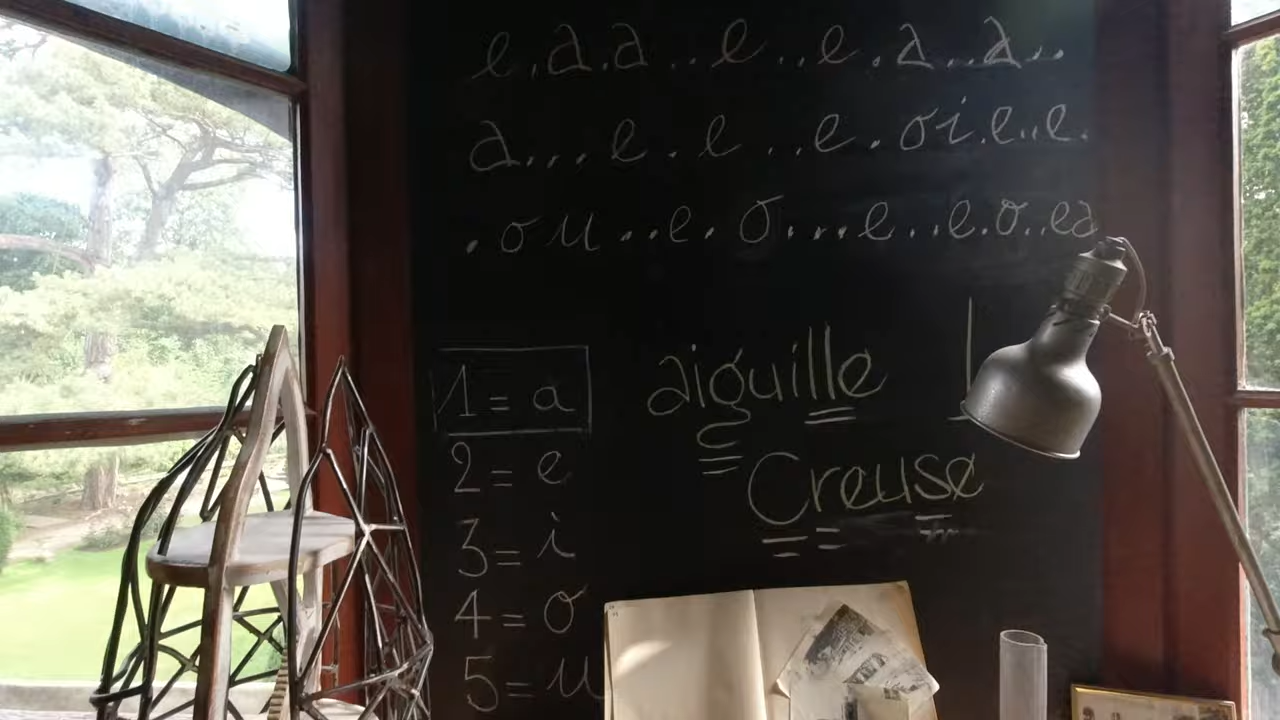 e.a.a..e..e.a..a..
a...e.e..e.oi.e..e.
.ou..e.o...e..e.o..ea
1 = a
2 = e
3 = i
4 = o
5 = u
aiguille
Creuse